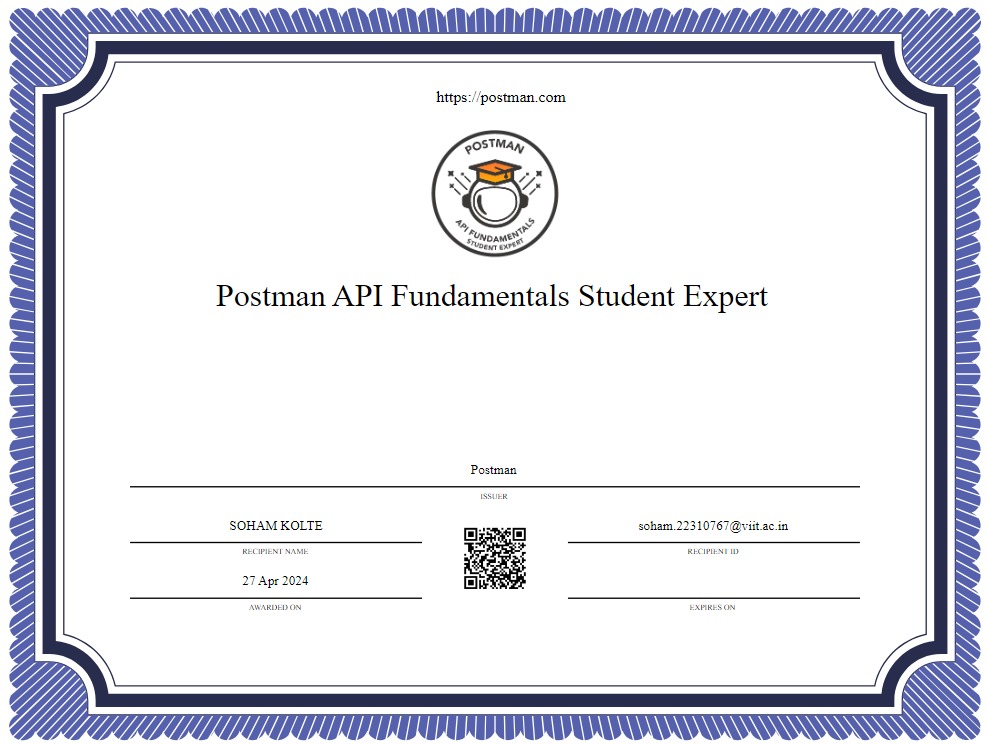 https://postman.com
POSTMAN
API FUNDAMENTALS
STUDENT EXPERT
Postman API Fundamentals Student Expert
Postman
ISSUER
SOHAM KOLTE
RECIPIENT NAME
soham.22310767@viit.ac.in
RECIPIENT ID
27 Apr 2024
AWARDED ON
EXPIRES ON